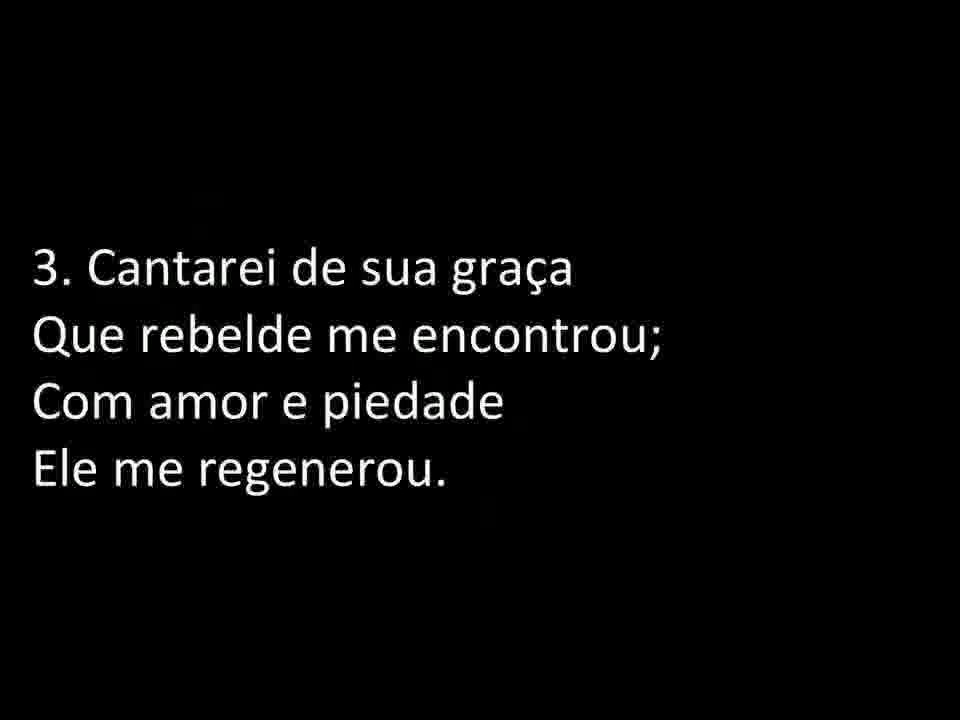 3. Cantarei de sua graça
Que rebelde me encontrou;
Com amor e piedade
Ele me regenerou.